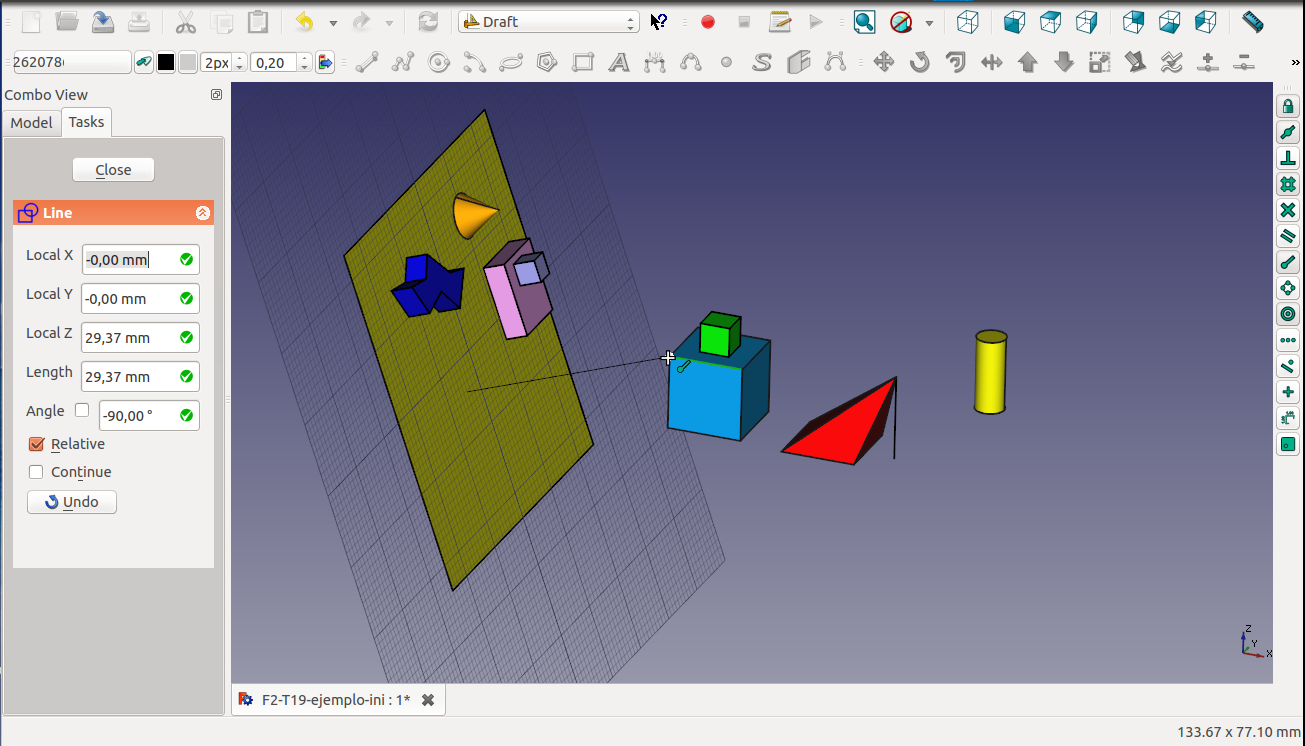 Draft
262078
2px
0,20
»
Combo View
Model
Tasks
Close
Line
Local X
-0,00 mm
Local Y
-0,00 mm
Local Z
29,37 mm
Length
29,37 mm
Angle
-90,00 °
Relative
Continue
Undo
Z
Y
X
F2-T19-ejemplo-ini : 1*
133.67 x 77.10 mm